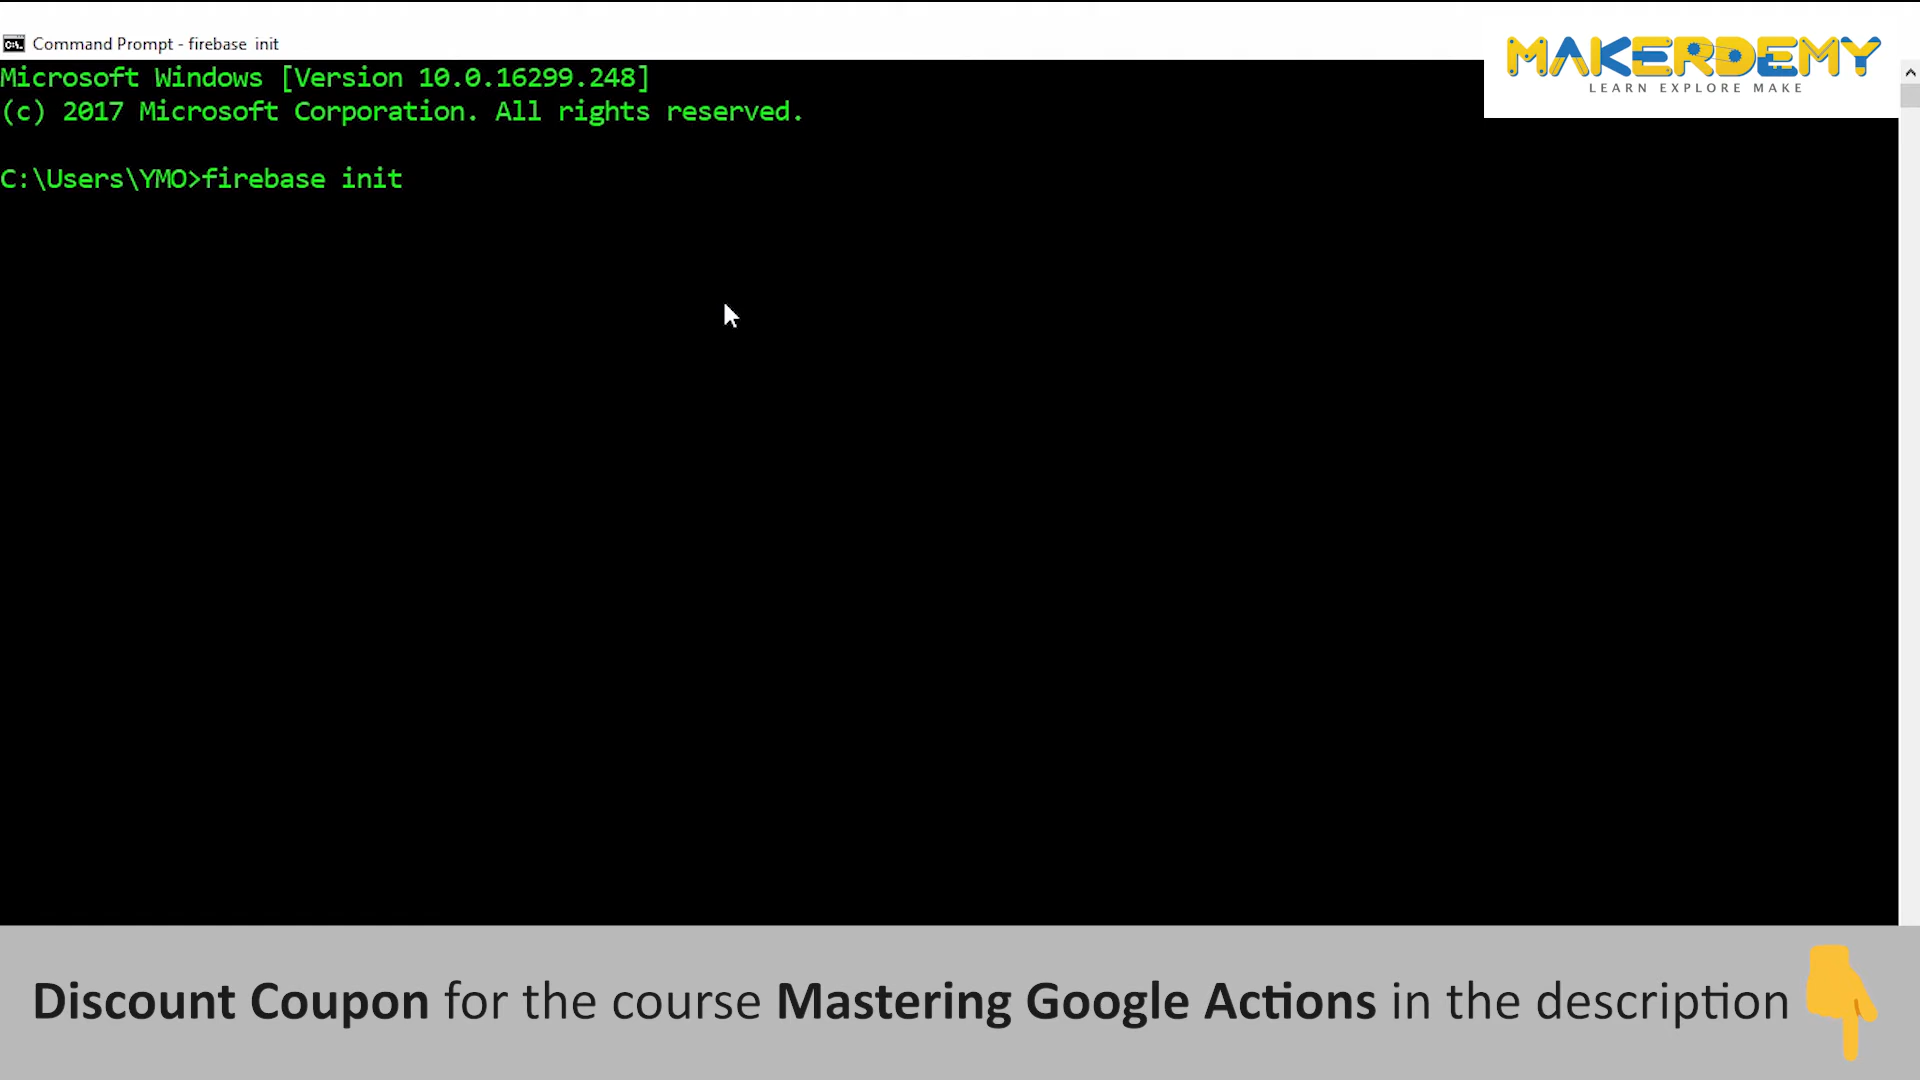 Command Prompt - firebase init
MAKERDEMY
LEARN EXPLORE MAKE
Microsoft Windows [Version 10.0.16299.248]
(c) 2017 Microsoft Corporation. All rights reserved.
C:\Users\YMO>firebase init
Discount Coupon for the course Mastering Google Actions in the description